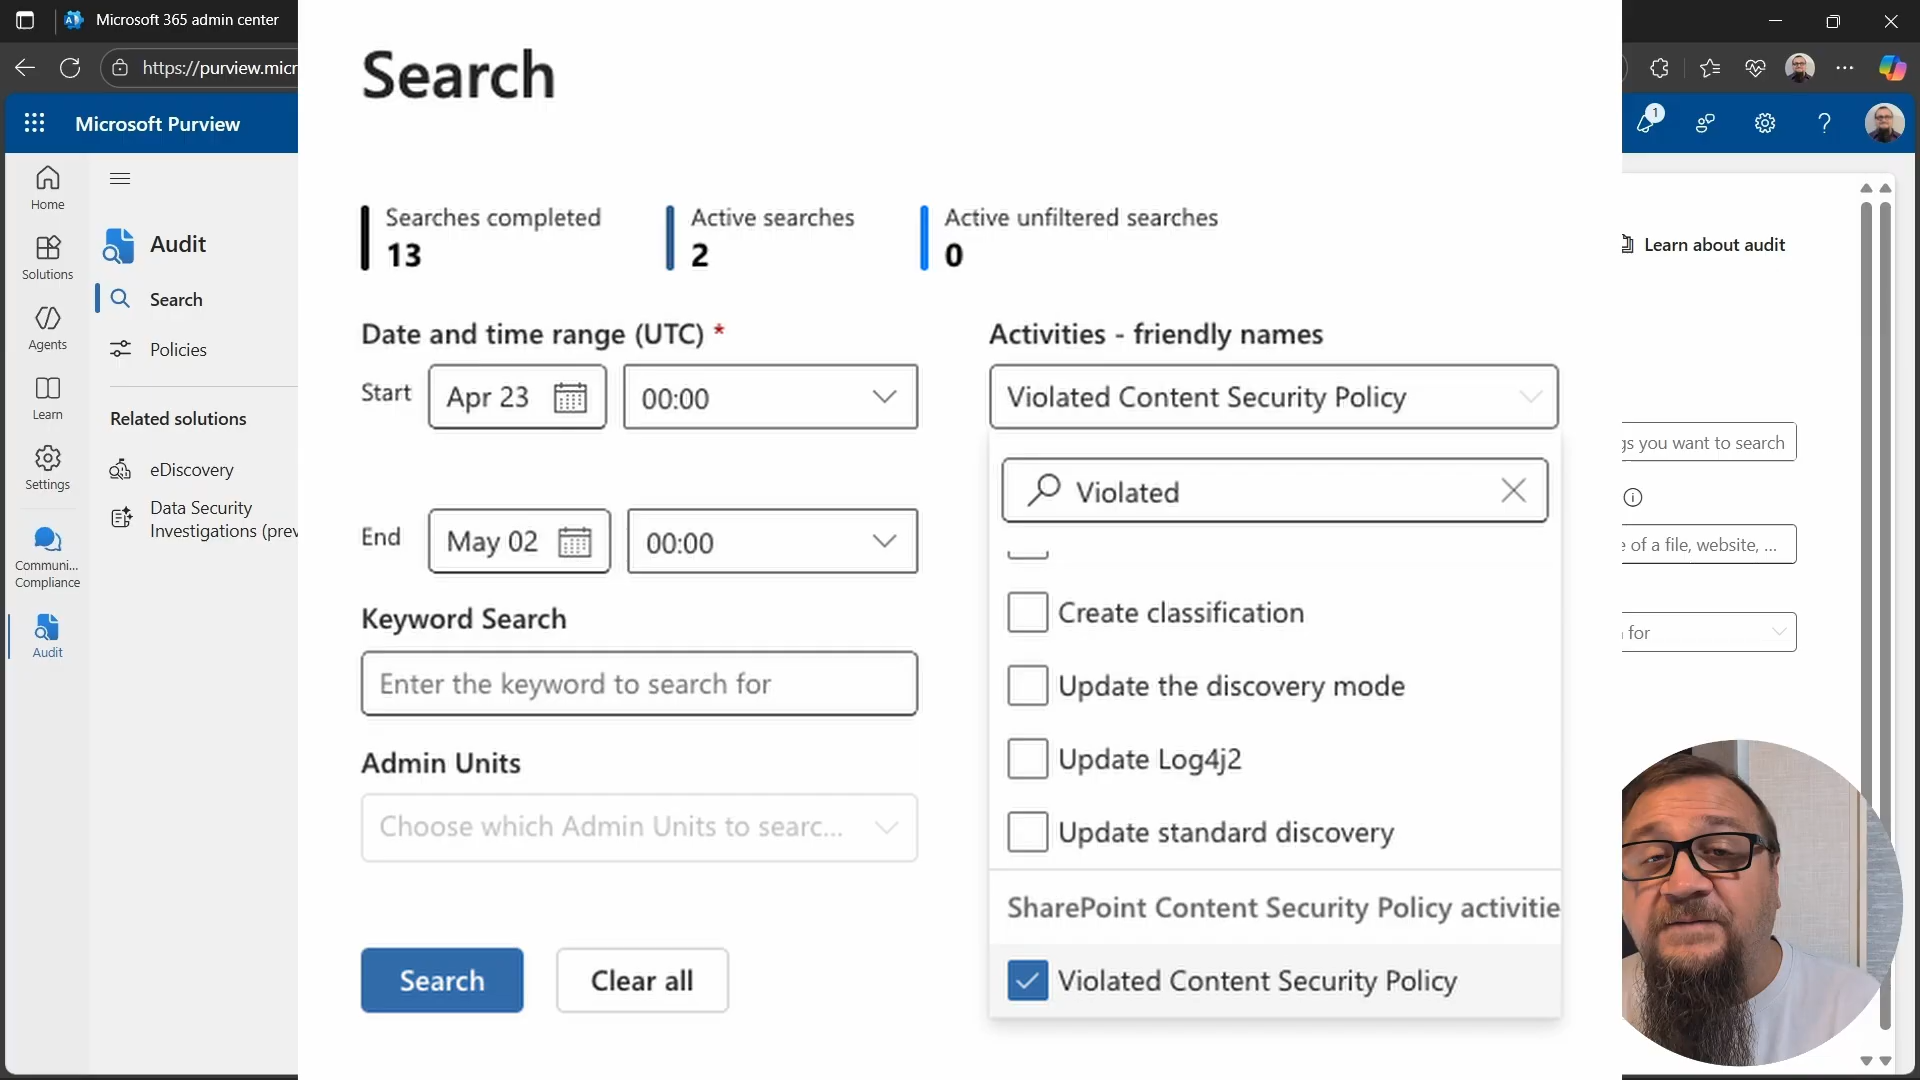 Microsoft 365 admin center
https://purview.micr
Microsoft Purview
1
Home
Solutions
Agents
Learn
Settings
Communi...
Compliance
Audit
Audit
Search
Policies
Related solutions
eDiscovery
Data Security
Investigations (prev
Search
Searches completed
13
Active searches
2
Active unfiltered searches
0
Date and time range (UTC) *
Start
Apr 23
00:00
End
May 02
00:00
Keyword Search
Enter the keyword to search for
Admin Units
Choose which Admin Units to searc...
Search
Clear all
Activities - friendly names
Violated Content Security Policy
Violated
Create classification
Update the discovery mode
Update Log4j2
Update standard discovery
SharePoint Content Security Policy activitie
Violated Content Security Policy
Learn about audit
gs you want to search
e of a file, website, ...
for